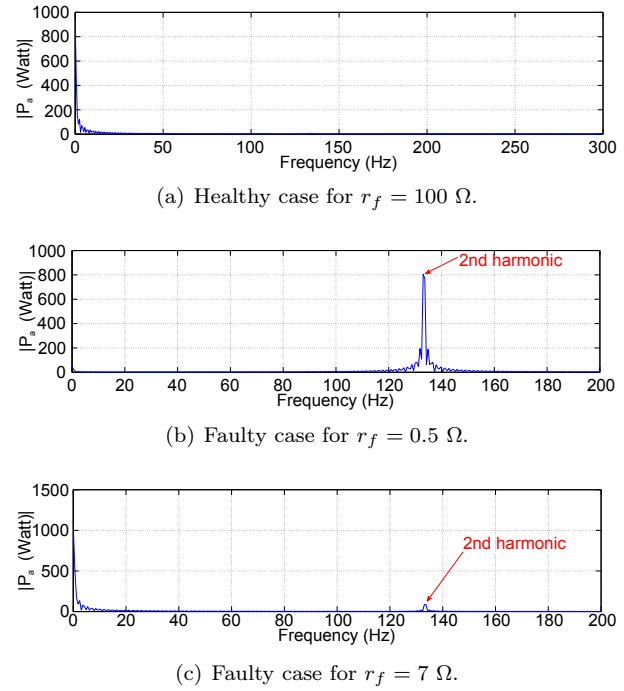 1000
800
600
400
200
0
|P_a (Watt)|
0 50 100 150 200 250 300
Frequency (Hz)
(a) Healthy case for r_f = 100 Ω.
1000
800
600
400
200
0
|P_a (Watt)|
2nd harmonic
0 20 40 60 80 100 120 140 160 180 200
Frequency (Hz)
(b) Faulty case for r_f = 0.5 Ω.
1500
1000
500
0
|P_a (Watt)|
2nd harmonic
0 20 40 60 80 100 120 140 160 180 200
Frequency (Hz)
(c) Faulty case for r_f = 7 Ω.